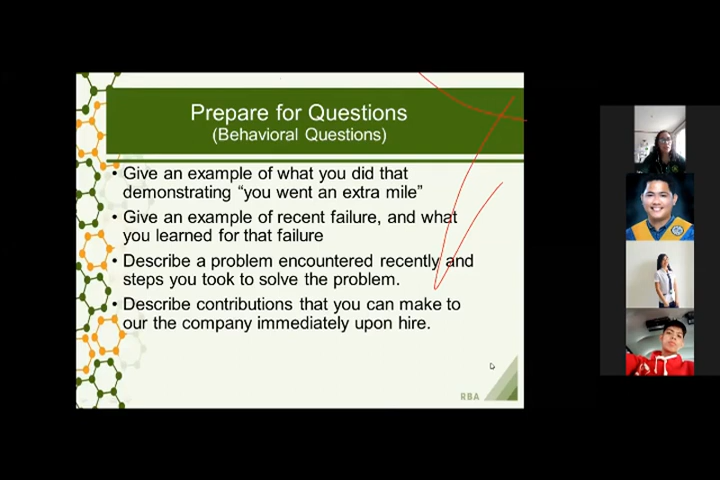 Prepare for Questions
(Behavioral Questions)
• Give an example of what you did that
demonstrating “you went an extra mile”
• Give an example of recent failure, and what
you learned for that failure
• Describe a problem encountered recently and
steps you took to solve the problem.
• Describe contributions that you can make to
our the company immediately upon hire.
RBA